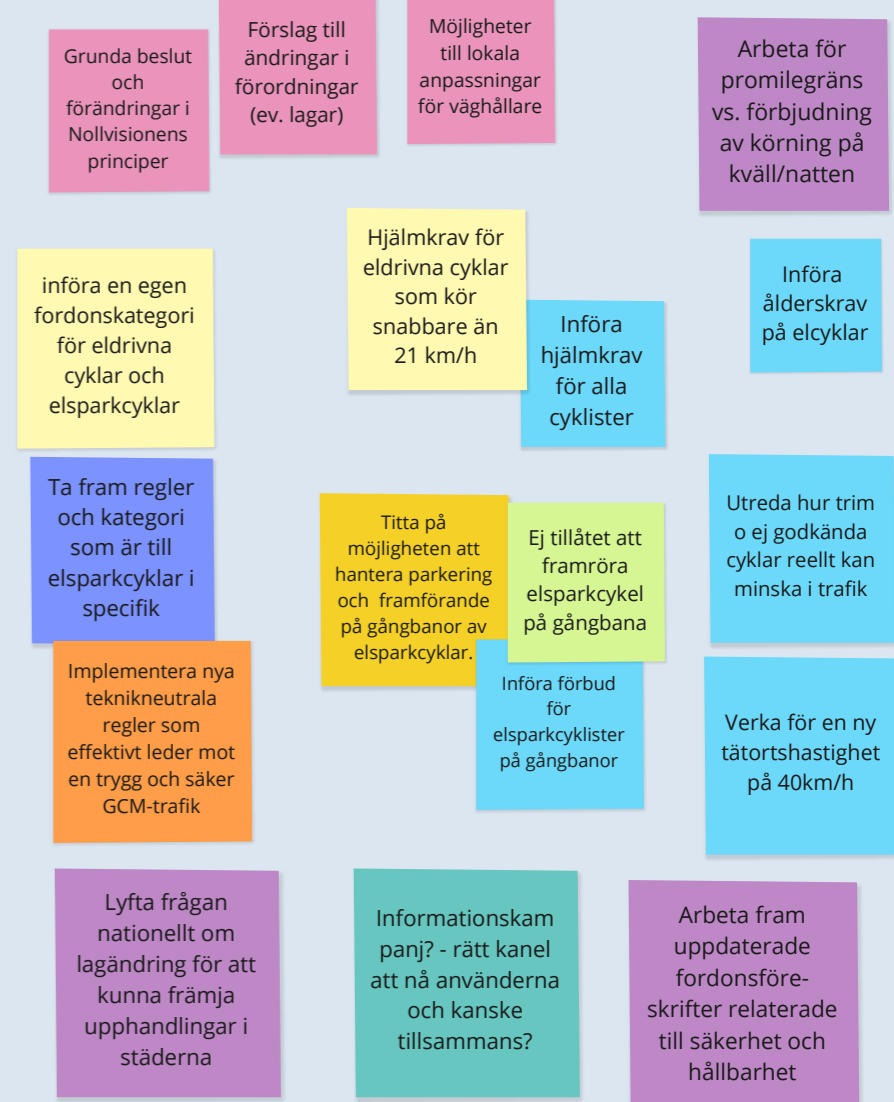 Grunda beslut
och
förändringar i
Nollvisionens
principer
Förslag till
ändringar i
förordningar
(ev. lagar)
Möjligheter
till lokala
anpassningar
för väghållare
Arbeta för
promilegräns
vs. förbjudning
av körning på
kväll/natten
införa en egen
fordonskategori
för eldrivna
cyklar och
elsparkcyklar
Hjälmkrav för
eldrivna cyklar
som kör
snabbare än
21 km/h
Införa
hjälmkrav
för alla
cyklister
Införa
ålderskrav
på elcyklar
Ta fram regler
och kategori
som är till
elsparkcyklar i
specifik
Titta på
möjligheten att
hantera parkering
och framförande
på gångbanor av
elsparkcyklar.
Ej tillåtet att
framröra
elsparkcykel
på gångbana
Utreda hur trim
o ej godkända
cyklar reellt kan
minska i trafik
Implementera nya
teknikneutrala
regler som
effektivt leder mot
en trygg och säker
GCM-trafik
Införa förbud
för
elsparkcyklister
på gångbanor
Verka för en ny
tätortshastighet
på 40km/h
Lyfta frågan
nationellt om
lagändring för att
kunna främja
upphandlingar i
städerna
Informationskam
panj? - rätt kanel
att nå använderna
och kanske
tillsammans?
Arbeta fram
uppdaterade
fordonsföre-
skrifter relaterade
till säkerhet och
hållbarhet